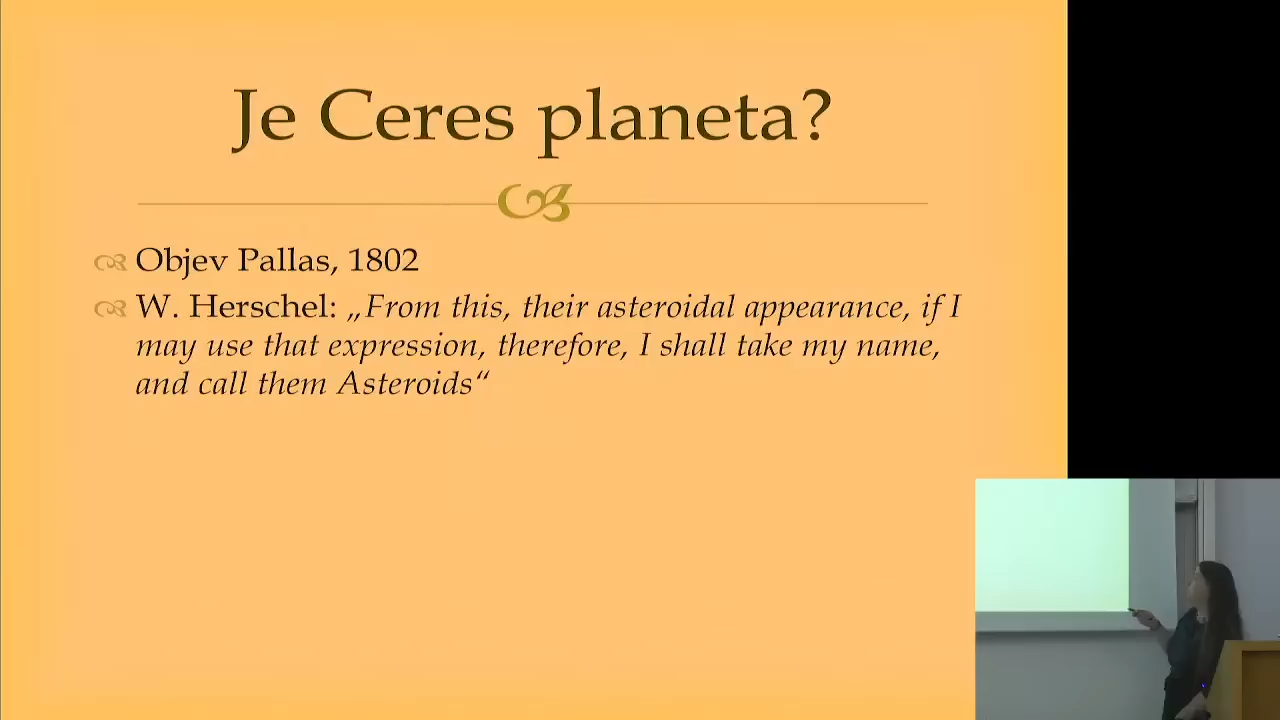 Je Ceres planeta?
Objev Pallas, 1802
W. Herschel: „From this, their asteroidal appearance, if I
may use that expression, therefore, I shall take my name,
and call them Asteroids“